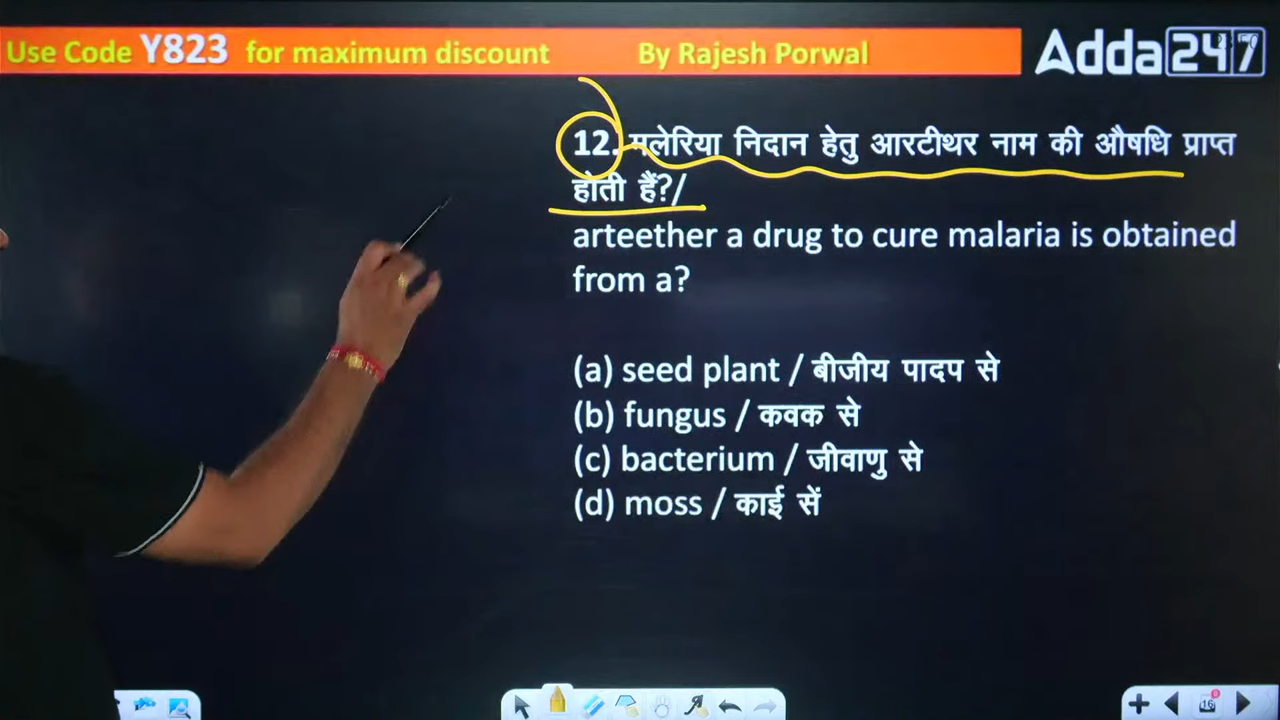 Use Code Y823 for maximum discount By Rajesh Porwal
Adda247
12. मलेरिया निदान हेतु आरटीथर नाम की औषधि प्राप्त
होती हैं?/
arteether a drug to cure malaria is obtained
from a?
(a) seed plant / बीजीय पादप से
(b) fungus / कवक से
(c) bacterium / जीवाणु से
(d) moss / काई सें
16